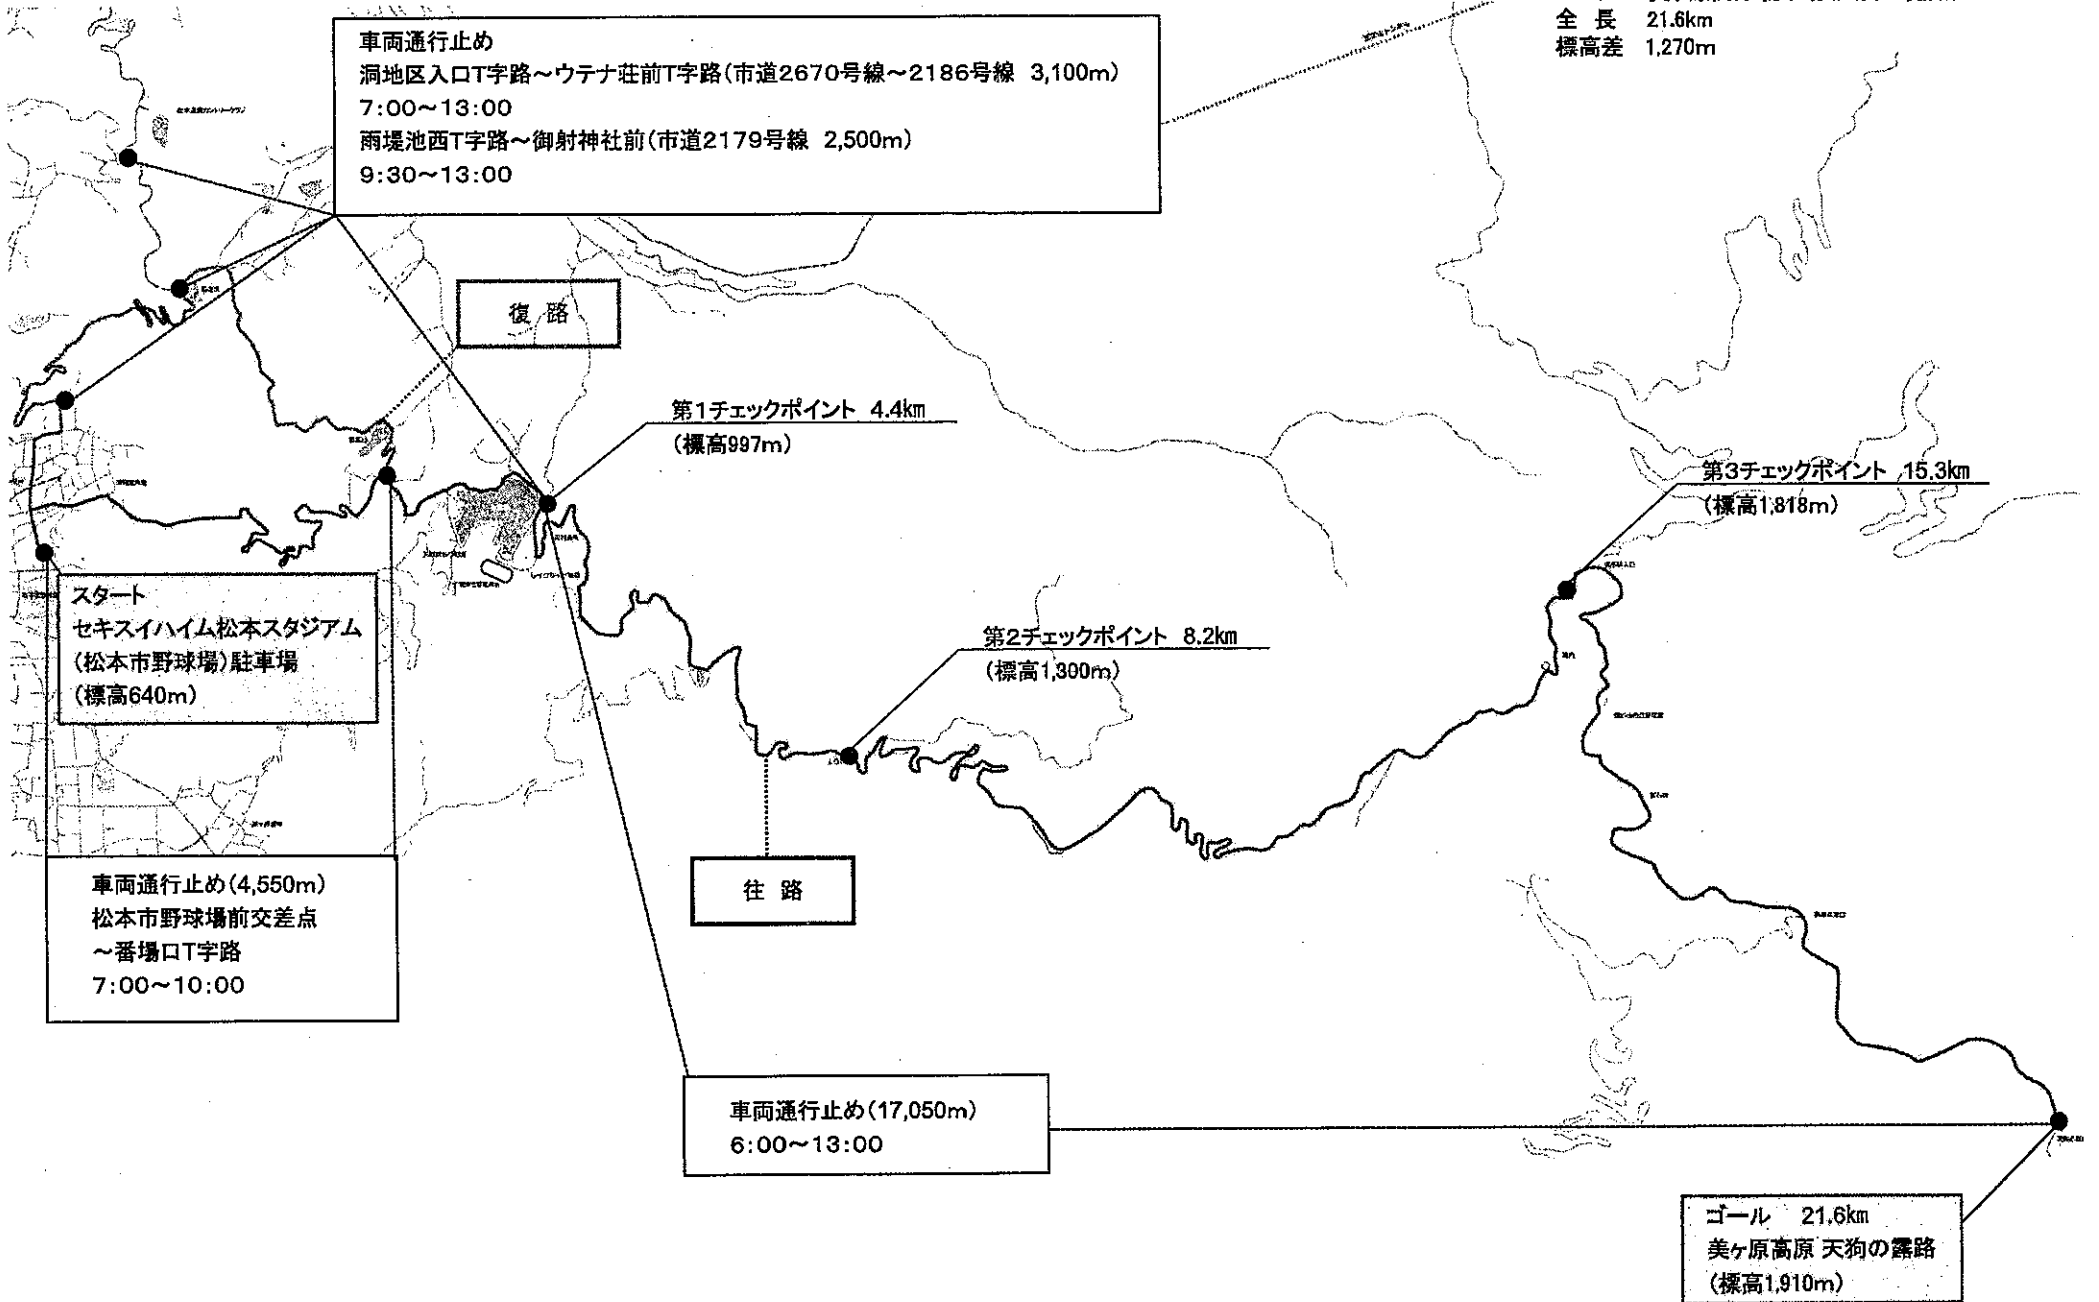 全 長 21.6km
標高差 1,270m
車両通行止め
洞地区入口T字路～ウテナ荘前T字路(市道2670号線～2186号線 3,100m)
7:00～13:00
雨堤池西T字路～御射神社前(市道2179号線 2,500m)
9:30～13:00
復 路
第1チェックポイント 4.4km
(標高997m)
第3チェックポイント 15.3km
(標高1,818m)
スタート
セキスイハイム松本スタジアム
(松本市野球場)駐車場
(標高640m)
第2チェックポイント 8.2km
(標高1,300m)
車両通行止め(4,550m)
松本市野球場前交差点
～番場口T字路
7:00～10:00
往 路
車両通行止め(17,050m)
6:00～13:00
ゴール 21.6km
美ヶ原高原 天狗の露路
(標高1,910m)